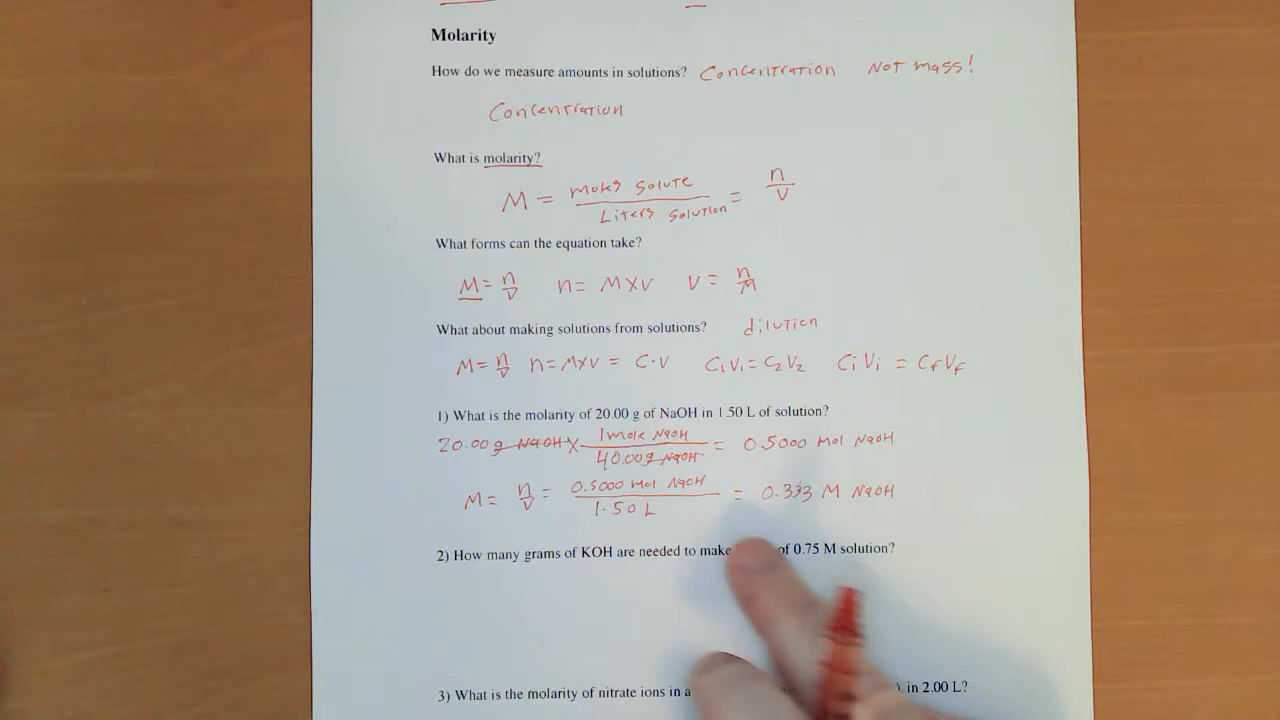 Molarity
How do we measure amounts in solutions? Concentration Not mass!
Concentration
What is molarity?
M = moles solute / Liters solution = n / V
What forms can the equation take?
M = n/V n = M×V V = n/M
What about making solutions from solutions? dilution
M = n/V n = M×V = C·V C₁V₁ = C₂V₂ CᵢVᵢ = CfVf
1) What is the molarity of 20.00 g of NaOH in 1.50 L of solution?
20.00 g NaOH × 1 mole NaOH / 40.00 g NaOH = 0.5000 mol NaOH
M = n/V = 0.5000 mol NaOH / 1.50 L = 0.333 M NaOH
2) How many grams of KOH are needed to make of 0.75 M solution?
3) What is the molarity of nitrate ions in a in 2.00 L?